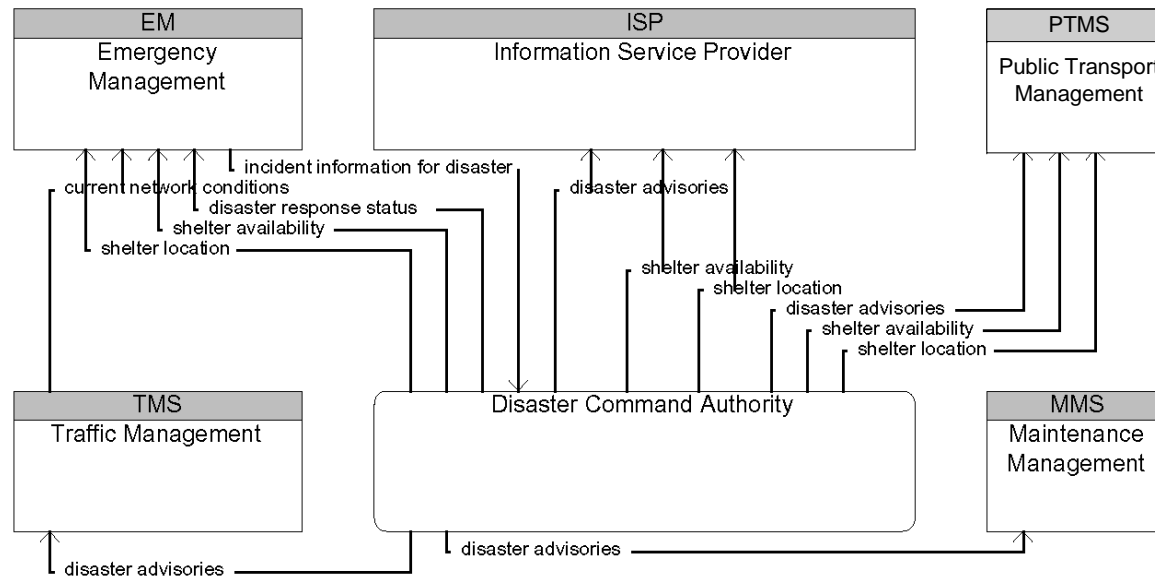 EM
Emergency
Management
ISP
Information Service Provider
PTMS
Public Transport
Management
incident information for disaster
current network conditions
disaster advisories
disaster response status
shelter availability
shelter location
shelter availability
shelter location
disaster advisories
shelter availability
shelter location
TMS
Traffic Management
Disaster Command Authority
MMS
Maintenance
Management
disaster advisories
disaster advisories